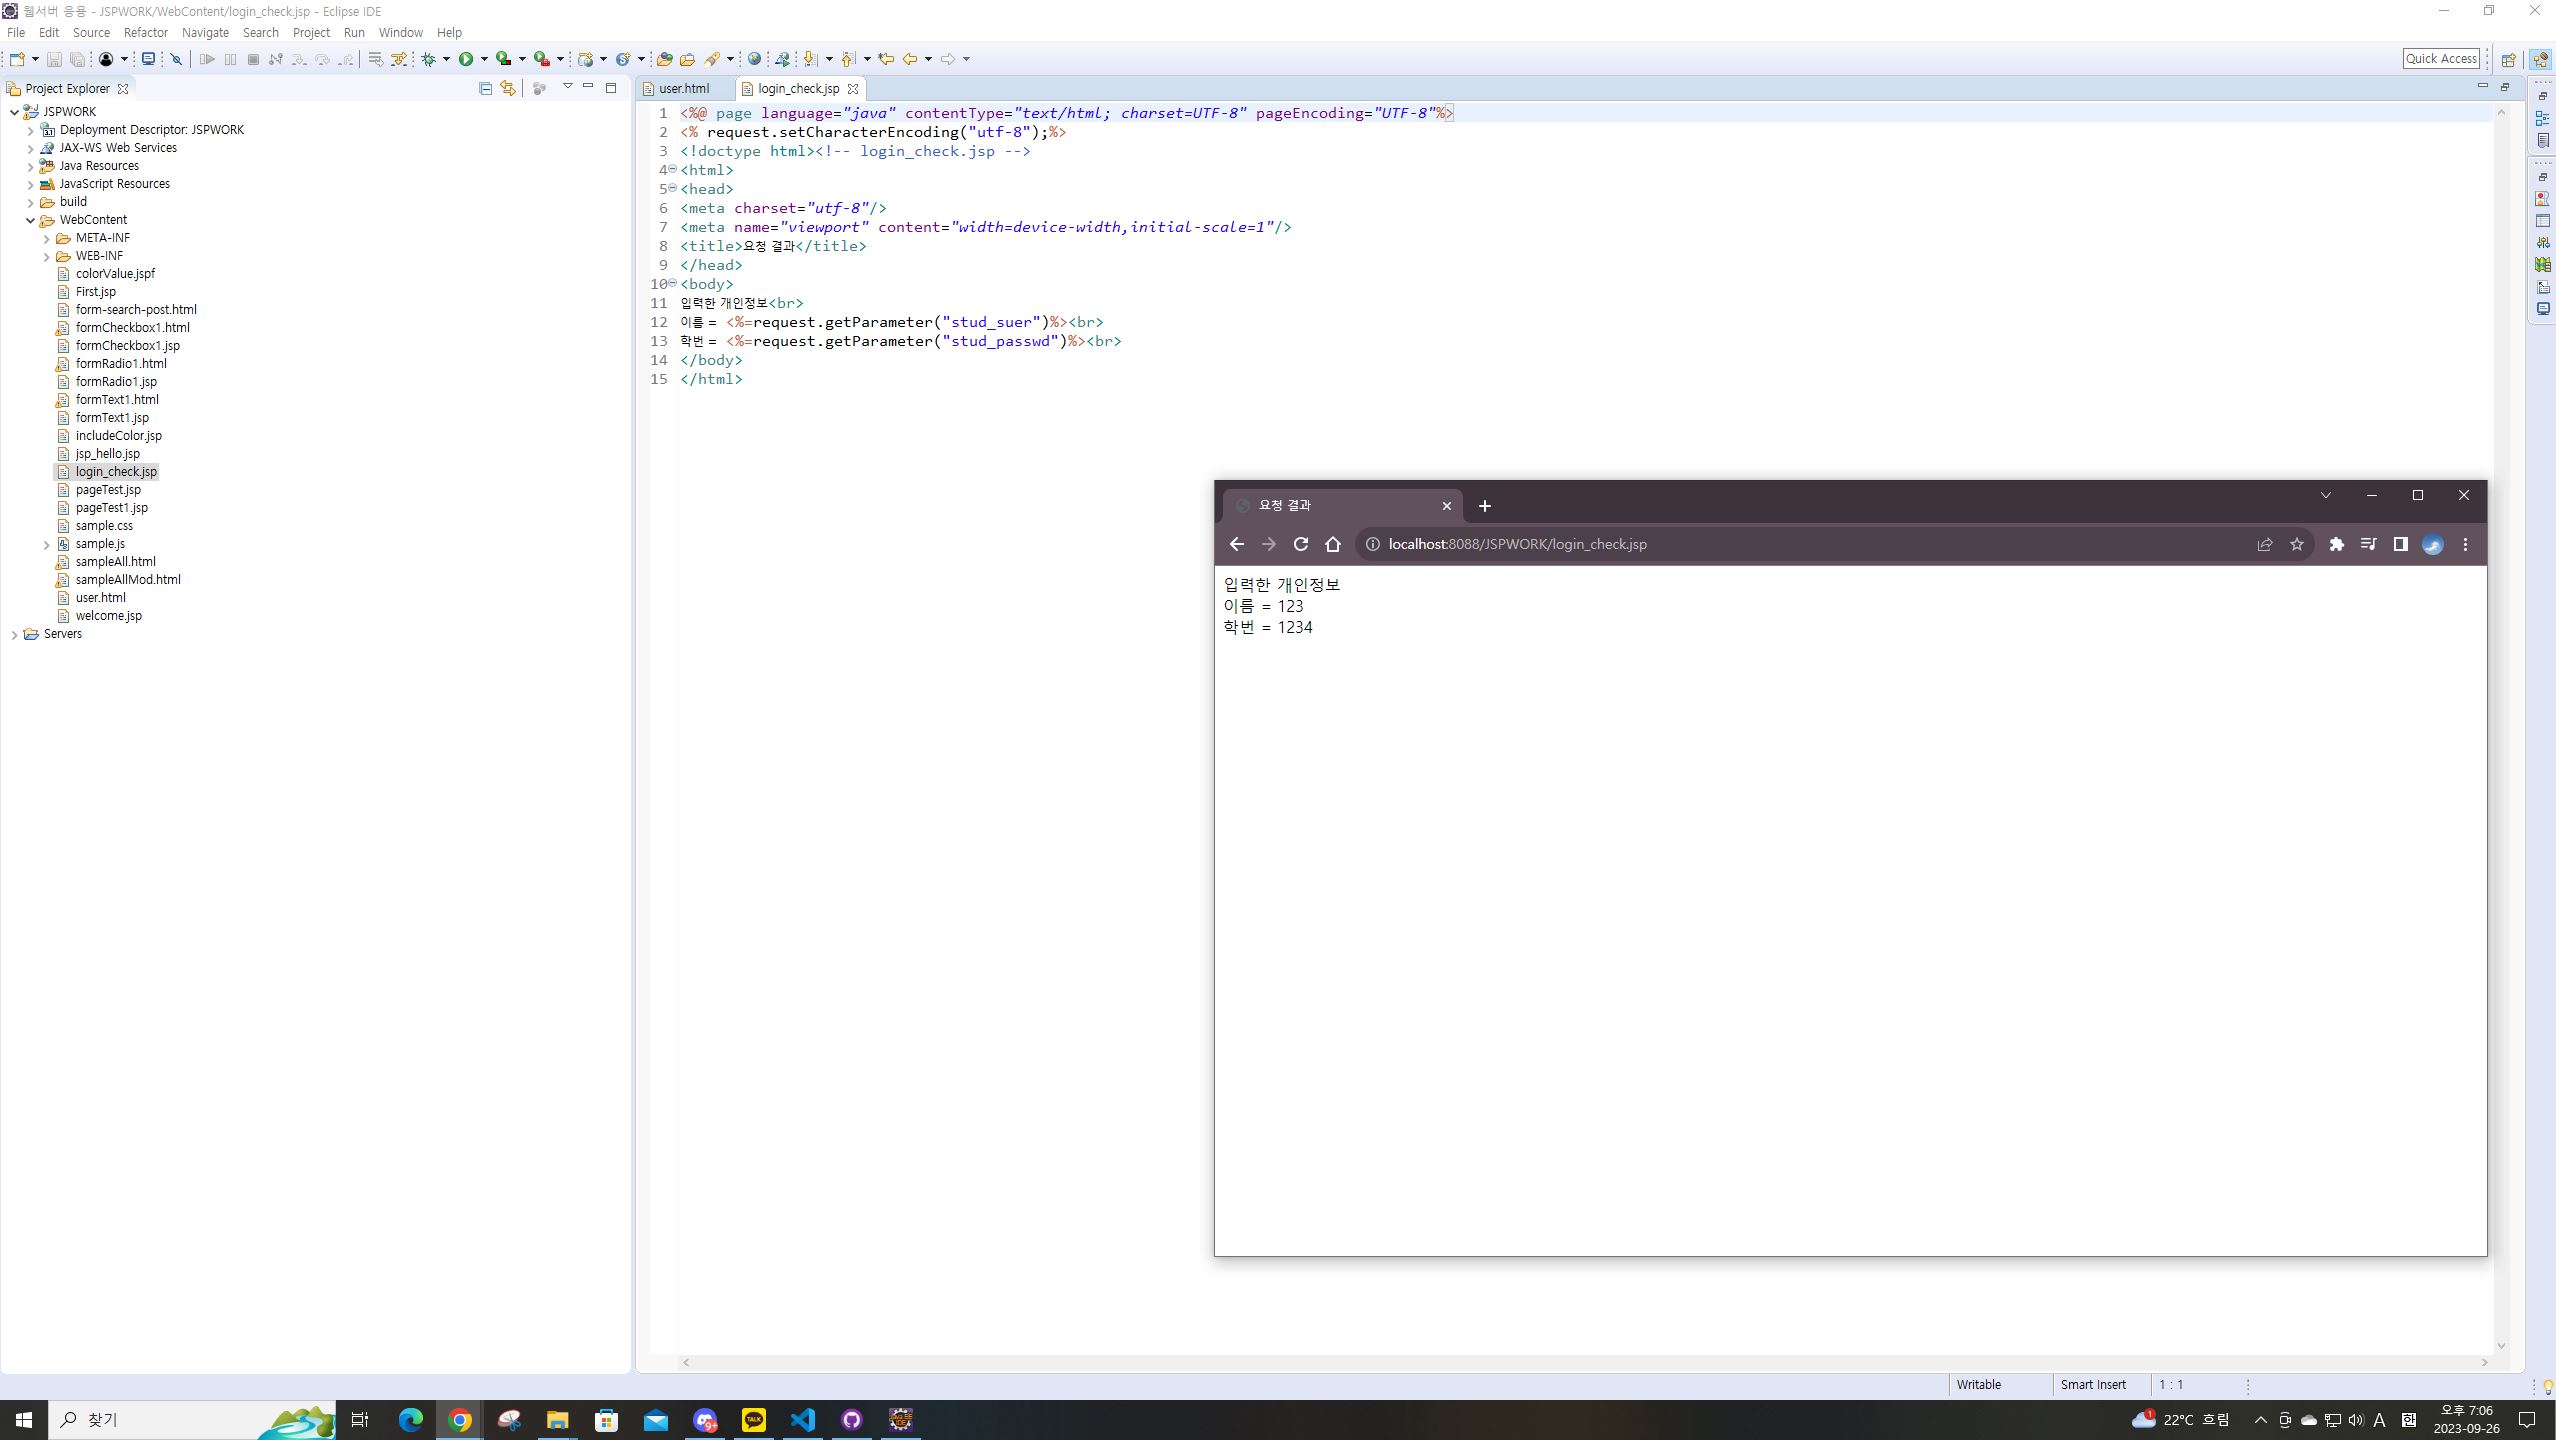 웹서버 응용 - JSPWORK/WebContent/login_check.jsp - Eclipse IDE
File Edit Source Refactor Navigate Search Project Run Window Help
Quick Access
Project Explorer
user.html login_check.jsp
JSPWORK
Deployment Descriptor: JSPWORK
JAX-WS Web Services
Java Resources
JavaScript Resources
build
WebContent
META-INF
WEB-INF
colorValue.jspf
First.jsp
form-search-post.html
formCheckbox1.html
formCheckbox1.jsp
formRadio1.html
formRadio1.jsp
formText1.html
formText1.jsp
includeColor.jsp
jsp_hello.jsp
login_check.jsp
pageTest.jsp
pageTest1.jsp
sample.css
sample.js
sampleAll.html
sampleAllMod.html
user.html
welcome.jsp
Servers
1 <%@ page language="java" contentType="text/html; charset=UTF-8" pageEncoding="UTF-8"%>
2 <% request.setCharacterEncoding("utf-8");%>
3 <!doctype html><!-- login_check.jsp -->
4 <html>
5 <head>
6 <meta charset="utf-8"/>
7 <meta name="viewport" content="width=device-width,initial-scale=1"/>
8 <title>요청 결과</title>
9 </head>
10 <body>
11 입력한 개인정보<br>
12 이름 = <%=request.getParameter("stud_suer")%><br>
13 학번 = <%=request.getParameter("stud_passwd")%><br>
14 </body>
15 </html>
요청 결과
localhost:8088/JSPWORK/login_check.jsp
입력한 개인정보
이름 = 123
학번 = 1234
Writable Smart Insert 1 : 1
찾기
9+
TALK
1
22°C 흐림
A
한
오후 7:06
2023-09-26